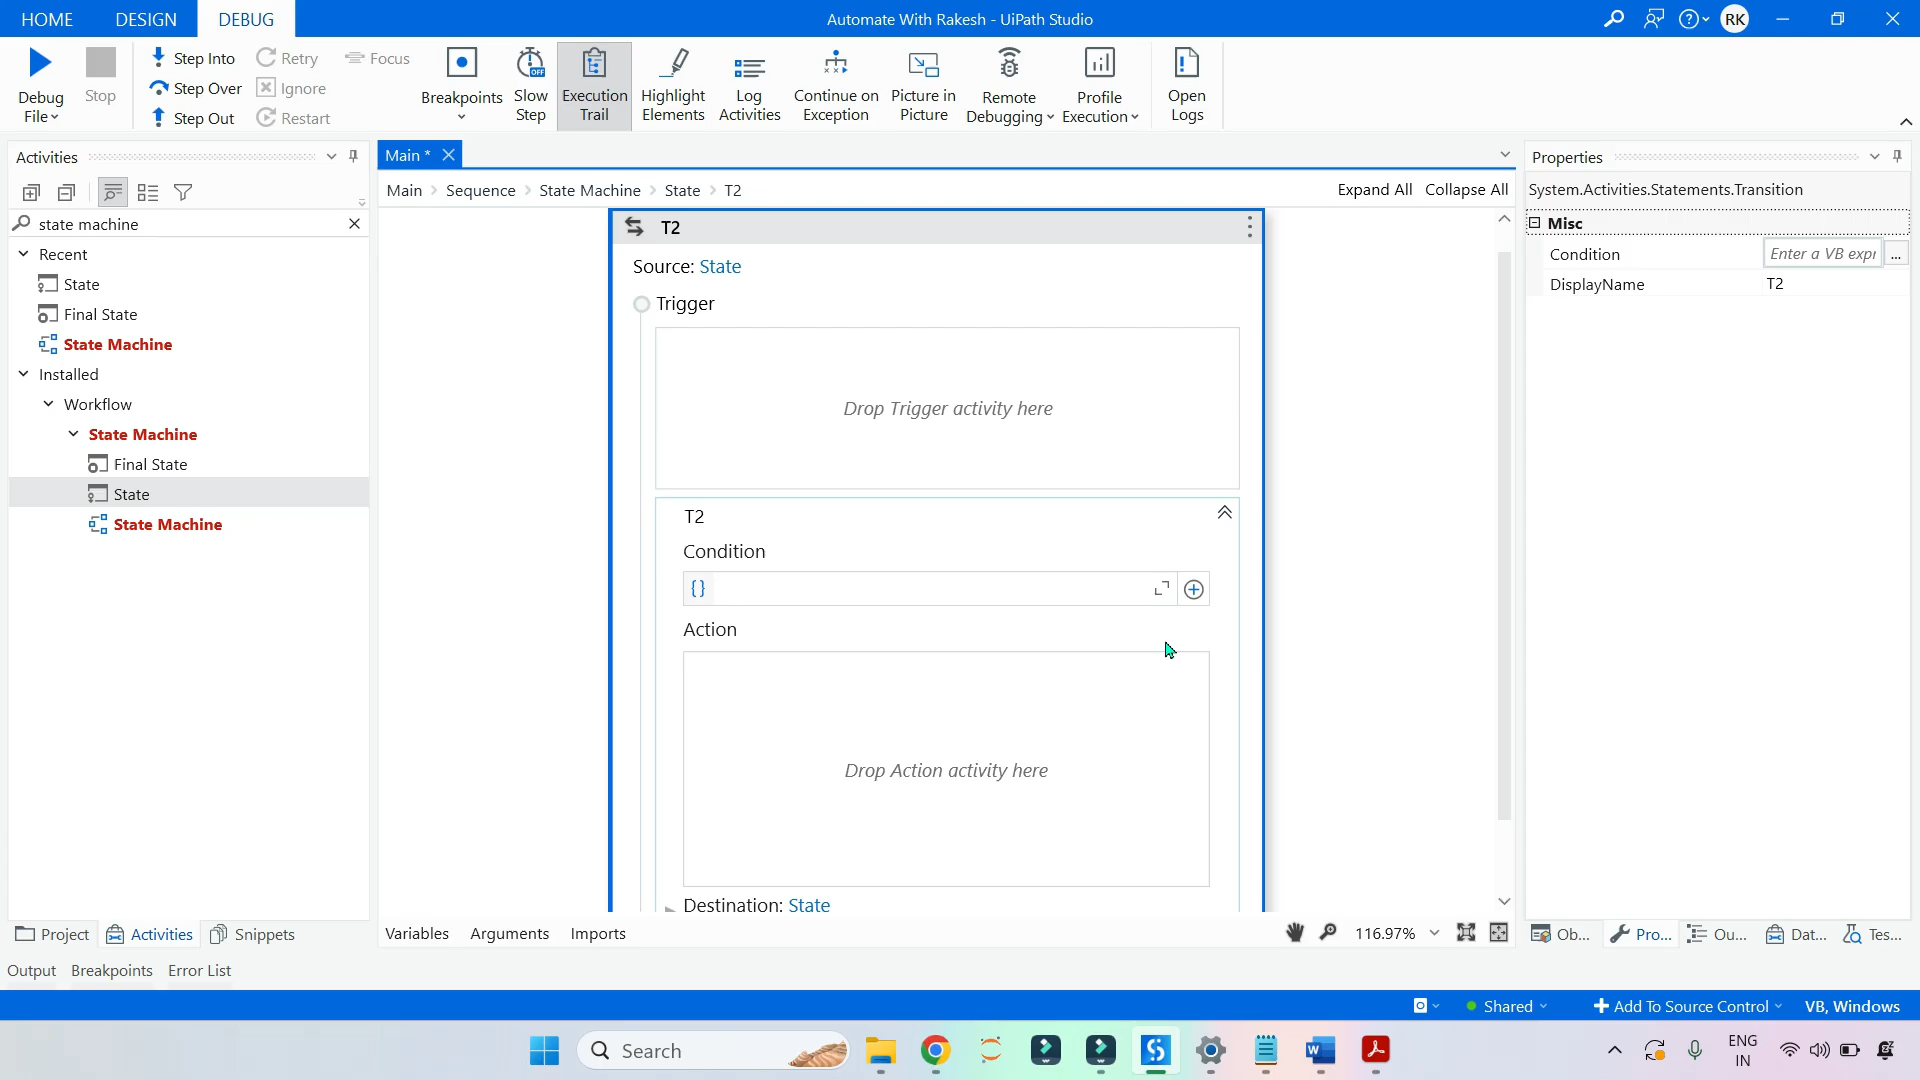 HOME DESIGN DEBUG Automate With Rakesh - UiPath Studio RK
Debug File
Stop
Step Into
Step Over
Step Out
Retry
Ignore
Restart
Focus
Breakpoints
OFF
Slow Step
Execution Trail
Highlight Elements
Log Activities
Continue on Exception
Picture in Picture
Remote Debugging
Profile Execution
Open Logs
Activities
state machine
Recent
State
Final State
State Machine
Installed
Workflow
State Machine
Final State
State
State Machine
Project Activities Snippets
Main *
Main > Sequence > State Machine > State > T2 Expand All Collapse All
T2
Source: State
Trigger
Drop Trigger activity here
T2
Condition
{}
Action
Drop Action activity here
Destination: State
Variables Arguments Imports 116.97%
Properties
System.Activities.Statements.Transition
Misc
Condition Enter a VB expr ...
DisplayName T2
Ob... Pro... Ou... Dat... Tes...
Output Breakpoints Error List
Shared Add To Source Control VB, Windows
Search
ENG
IN